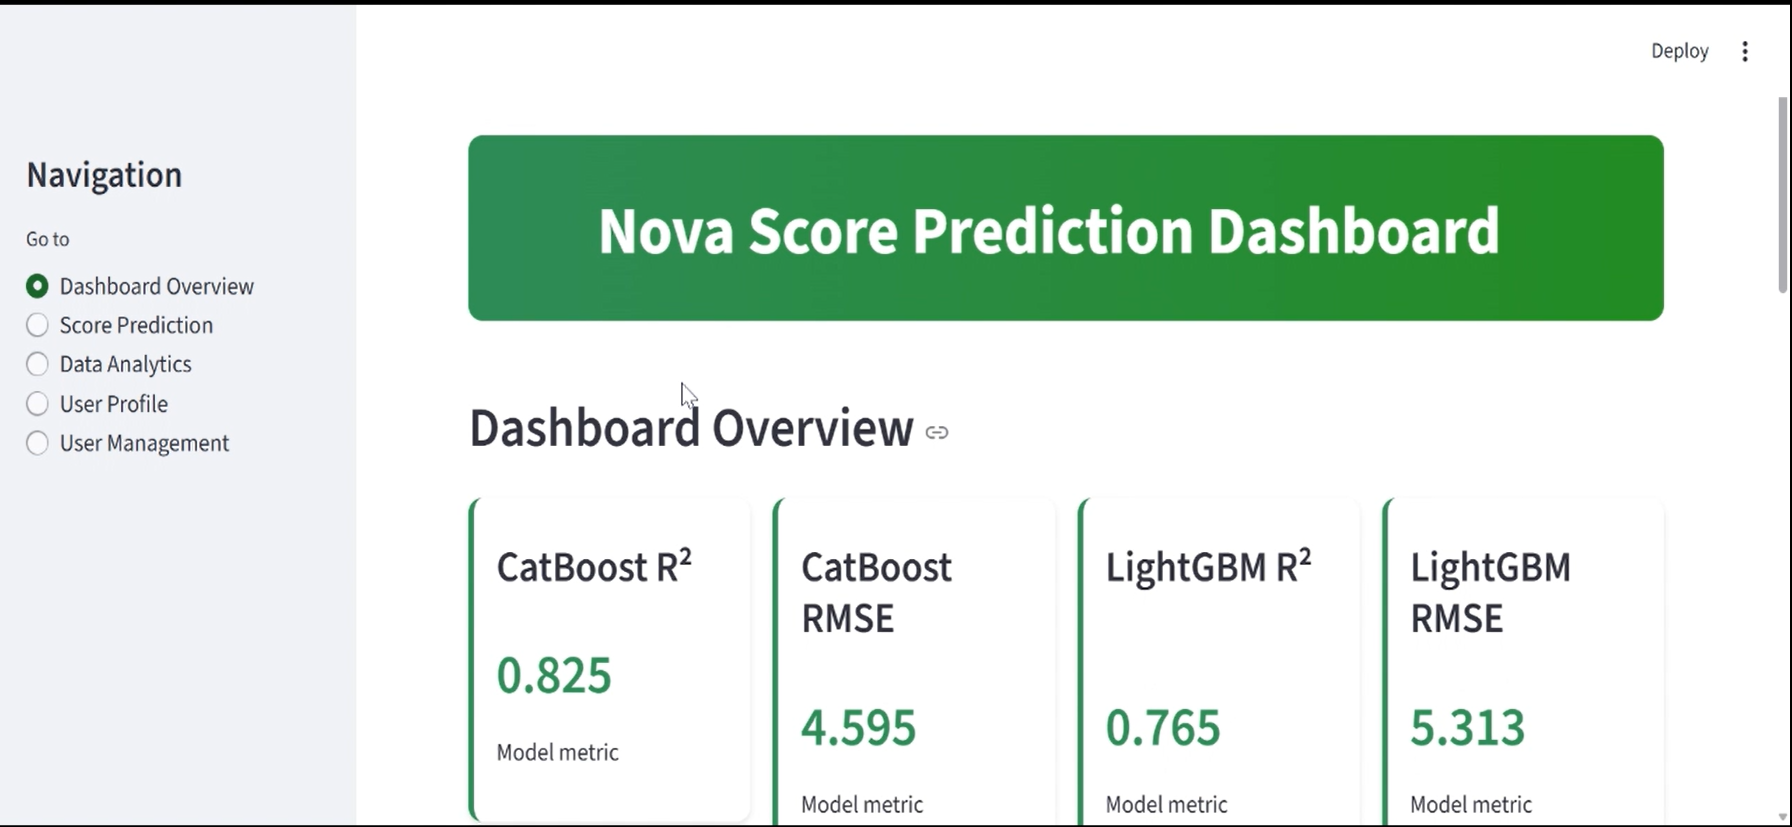 Deploy
Navigation
Go to
Dashboard Overview
Score Prediction
Data Analytics
User Profile
User Management
Nova Score Prediction Dashboard
Dashboard Overview
CatBoost R²
0.825
Model metric
CatBoost
RMSE
4.595
Model metric
LightGBM R²
0.765
Model metric
LightGBM
RMSE
5.313
Model metric